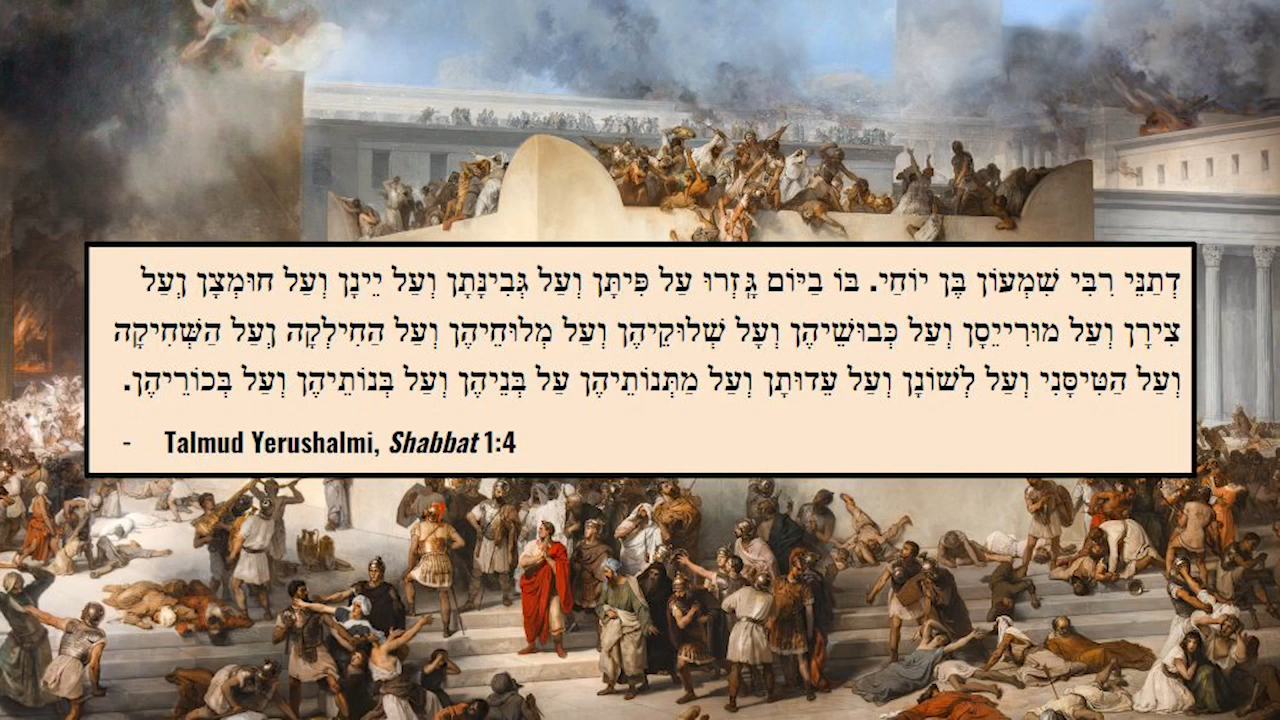 דְתַנֵּי רִבִּי שִׁמְעוֹן בֶּן יוֹחַי. בּוֹ בַיּוֹם גָּֽזְרוּ עַל פִּיתָּן וְעַל גְּבִינָּתָן וְעַל יֵינָן וְעַל חוּמְצָן וְעַל
צִירָן וְעַל מוּרִייֵסָן וְעַל כְּבוּשֵׁיהֶן וְעָל שְׁלוּקֵיהֶן וְעַל מְלוּחֵיהֶן וְעַל הַחִילְקָה וְעַל הַשְּׁחִיקָה
וְעַל הַטִּיסָּנִי וְעַל לְשׁוֹנָן וְעַל עֵדוּתָן וְעַל מַתְּנוֹתֵיהֶן עַל בְּנֵיהֶן וְעַל בְּנוֹתֵיהֶן וְעַל בְּכוֹרֵיהֶן.
- Talmud Yerushalmi, Shabbat 1:4